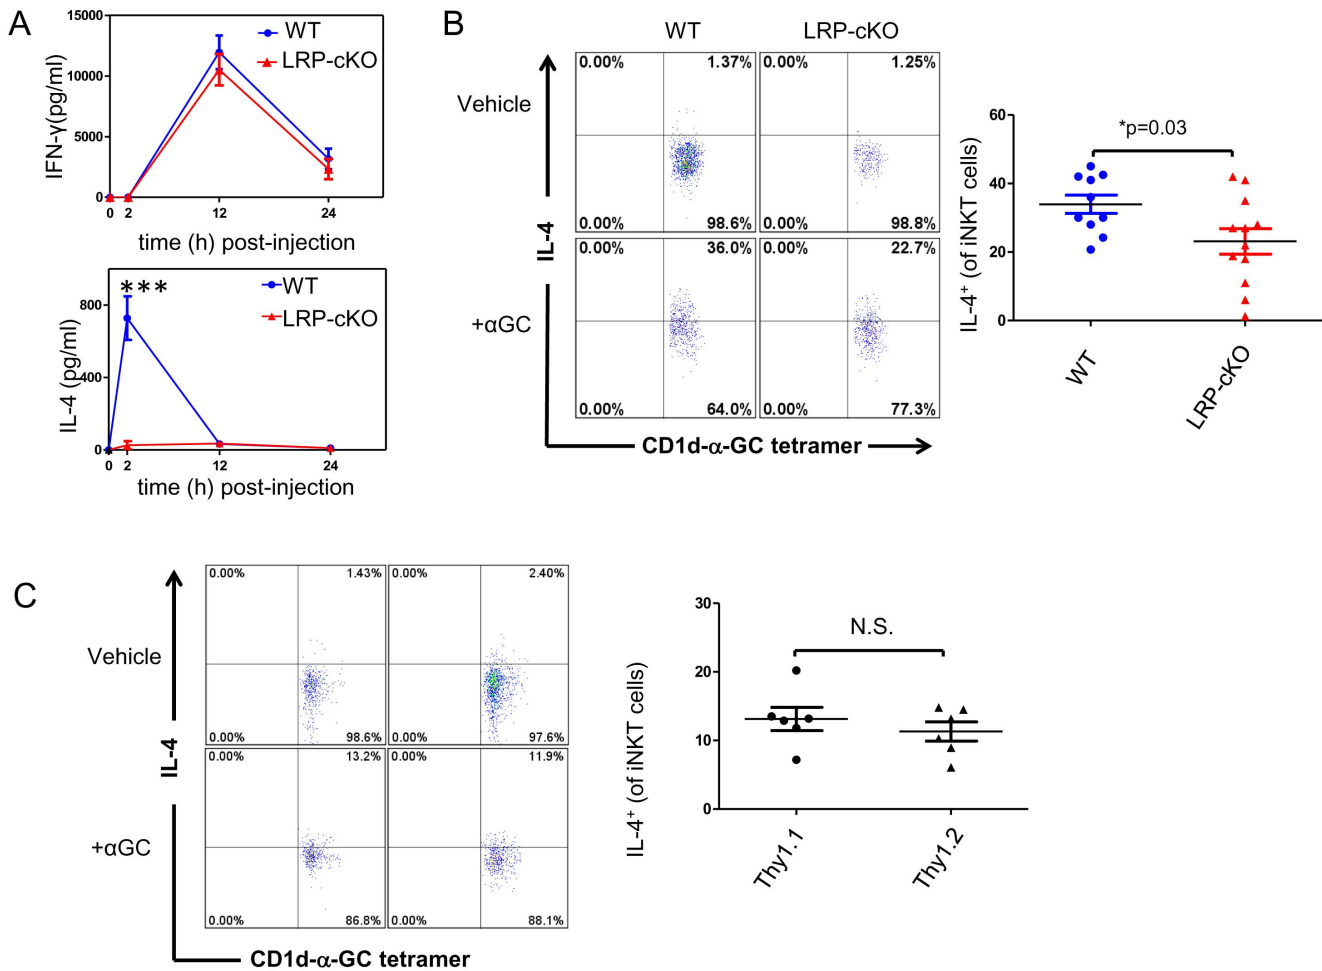 A
15000
10000
5000
0
IFN-γ(pg/ml)
WT
LRP-cKO
0 2 12 24
time (h) post-injection
***
800
400
0
IL-4 (pg/ml)
WT
LRP-cKO
0 2 12 24
time (h) post-injection
B
WT LRP-cKO
Vehicle
0.00% 1.37% 0.00% 1.25%
0.00% 98.6% 0.00% 98.8%
+αGC
0.00% 36.0% 0.00% 22.7%
0.00% 64.0% 0.00% 77.3%
IL-4
CD1d-α-GC tetramer
60
40
20
0
IL-4+ (of iNKT cells)
*p=0.03
WT
LRP-cKO
C
Vehicle
0.00% 1.43% 0.00% 2.40%
0.00% 98.6% 0.00% 97.6%
+αGC
0.00% 13.2% 0.00% 11.9%
0.00% 86.8% 0.00% 88.1%
IL-4
CD1d-α-GC tetramer
30
20
10
0
IL-4+ (of iNKT cells)
N.S.
Thy1.1
Thy1.2